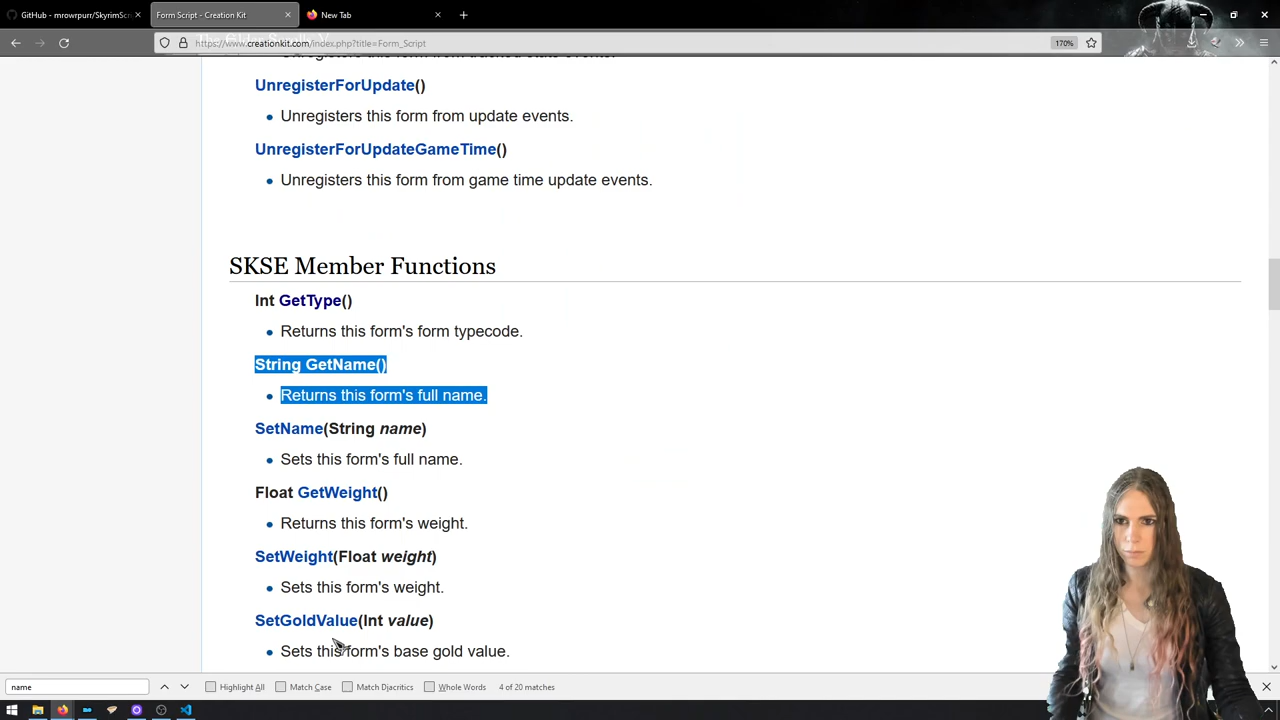 GitHub - mrowrpurr/SkyrimScr
Form Script - Creation Kit
New Tab
https://www.creationkit.com/index.php?title=Form_Script
170%
UnregisterForUpdate()
Unregisters this form from update events.
UnregisterForUpdateGameTime()
Unregisters this form from game time update events.
SKSE Member Functions
Int GetType()
Returns this form's form typecode.
String GetName()
Returns this form's full name.
SetName(String name)
Sets this form's full name.
Float GetWeight()
Returns this form's weight.
SetWeight(Float weight)
Sets this form's weight.
SetGoldValue(Int value)
Sets this form's base gold value.
name
Highlight All
Match Case
Match Diacritics
Whole Words
4 of 20 matches